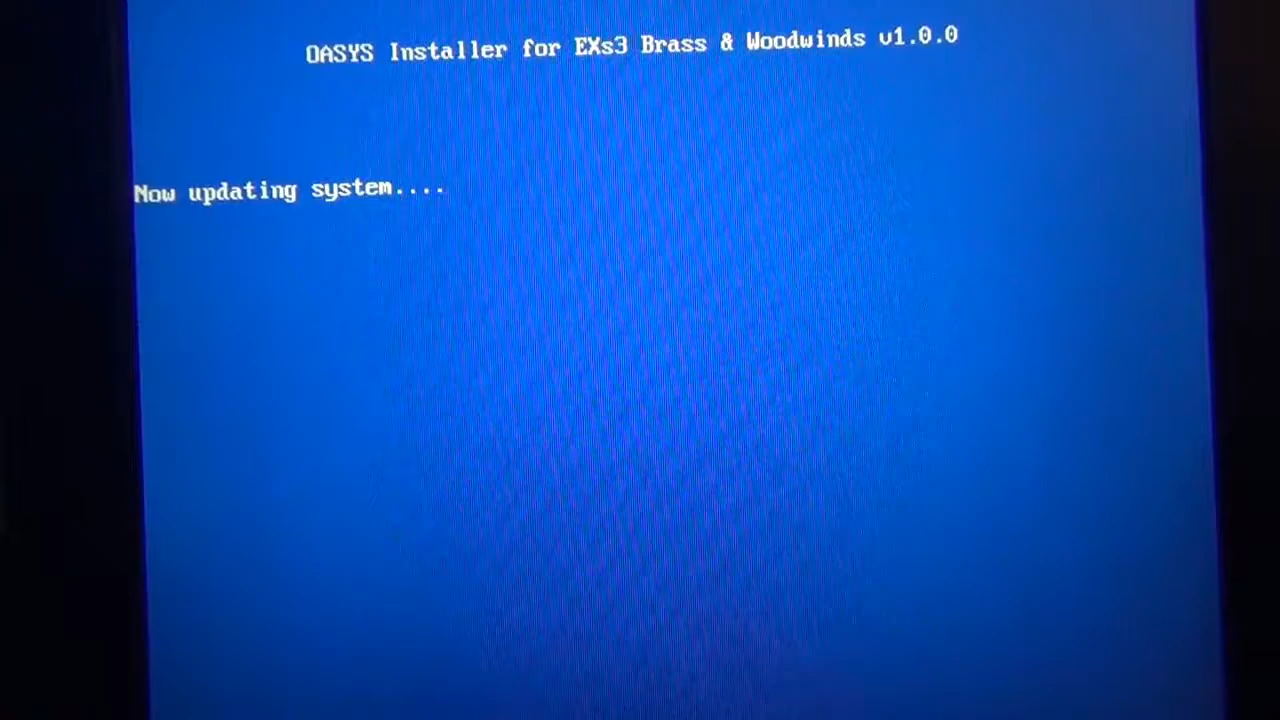 OASYS Installer for EXs3 Brass & Woodwinds v1.0.0
Now updating system....